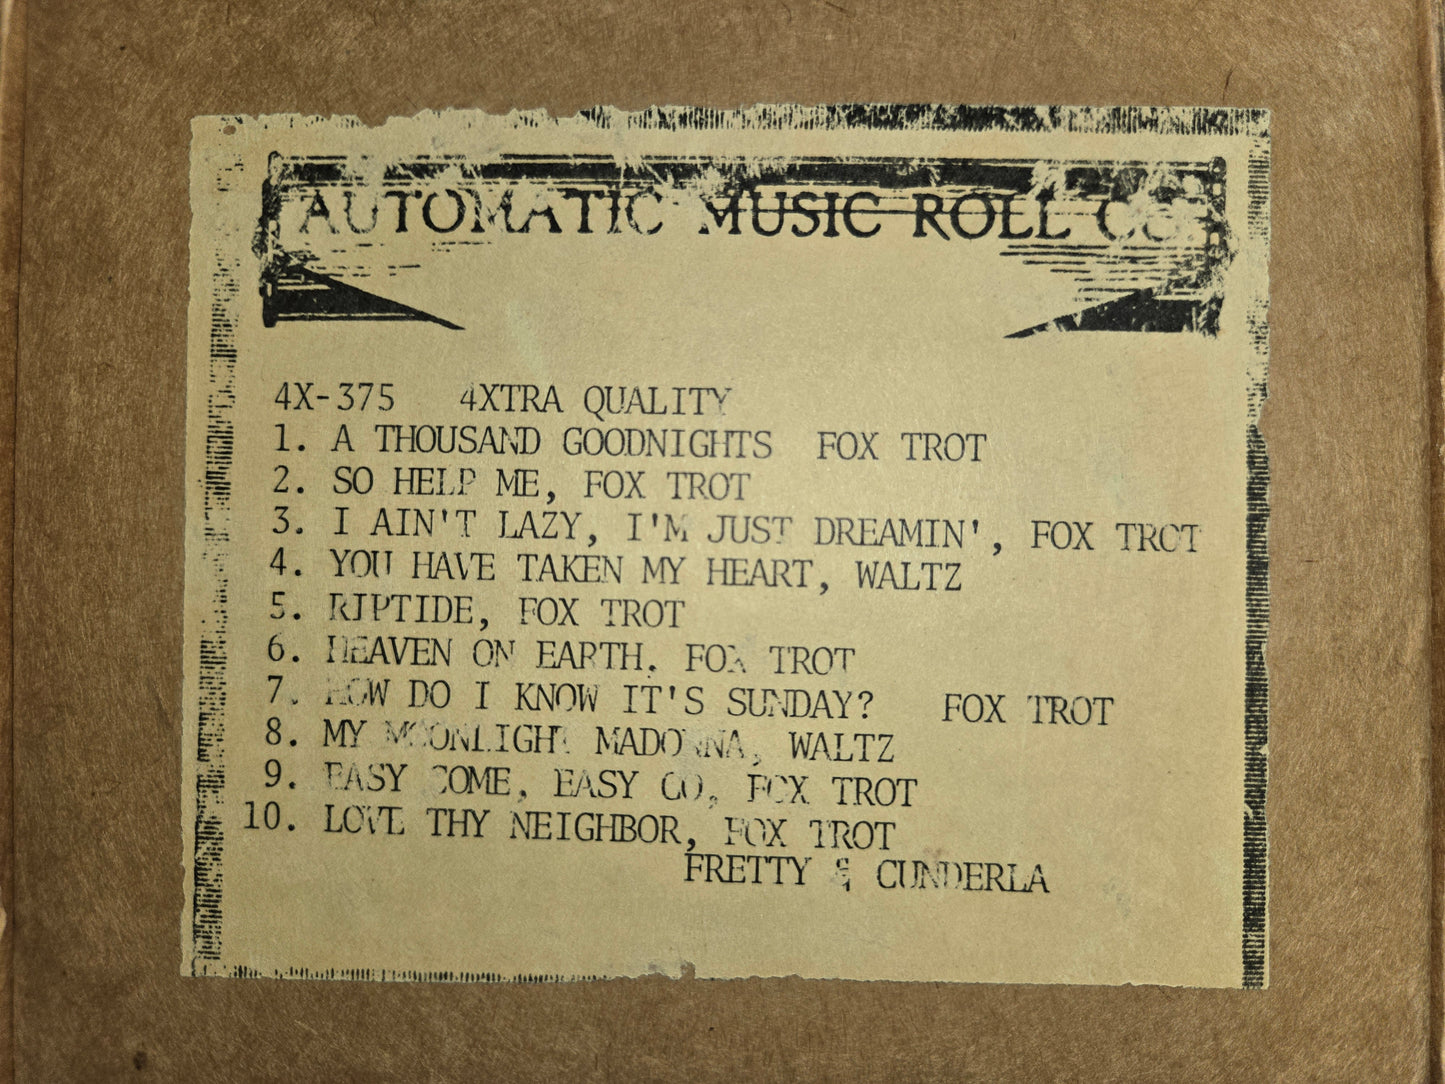 AUTOMATIC MUSIC ROLL CO.
4X-375 4XTRA QUALITY
1. A THOUSAND GOODNIGHTS FOX TROT
2. SO HELP ME, FOX TROT
3. I AIN'T LAZY, I'M JUST DREAMIN', FOX TROT
4. YOU HAVE TAKEN MY HEART, WALTZ
5. RIPTIDE, FOX TROT
6. HEAVEN ON EARTH. FOX TROT
7. HOW DO I KNOW IT'S SUNDAY? FOX TROT
8. MY MOONLIGHT MADONNA, WALTZ
9. EASY COME, EASY GO, FOX TROT
10. LOVE THY NEIGHBOR, FOX TROT
FRETTY & CUNDERLA